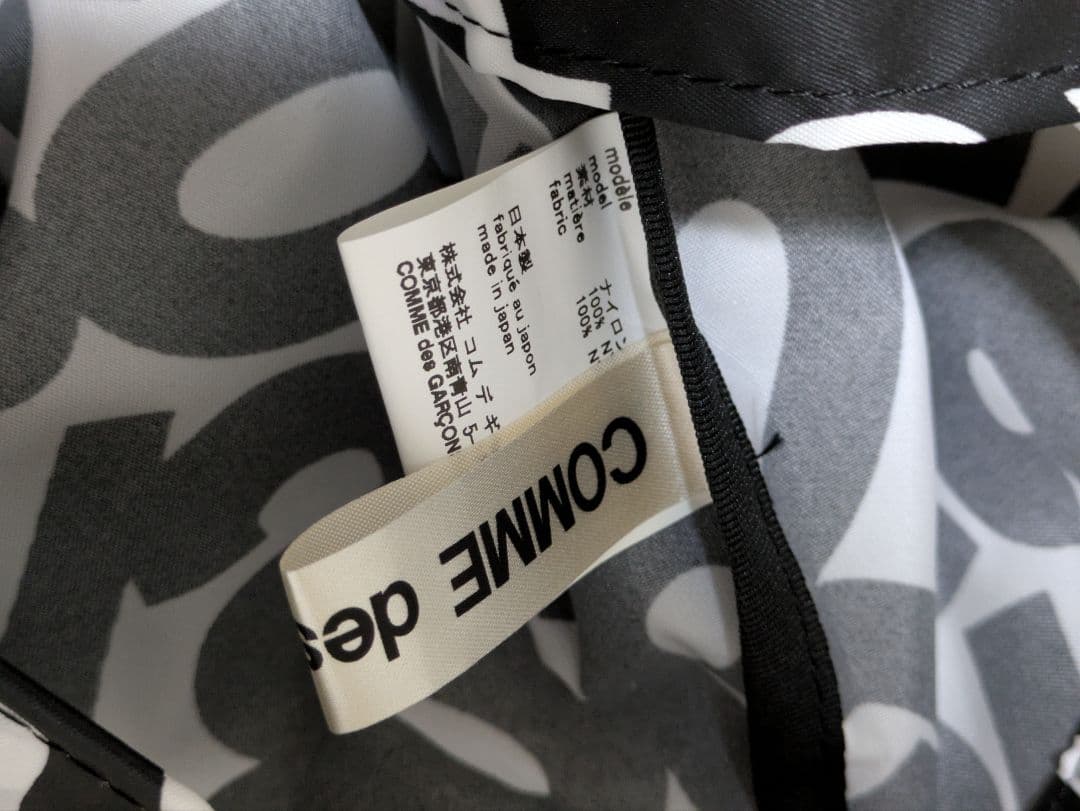 modèle
model
素材
matière
fabric
ナイロン
100%
100%
日本製
fabriqué au japon
made in japan
株式会社 コム デ ギ
東京都港区南青山 5-
COMME des GARÇON
COMME des